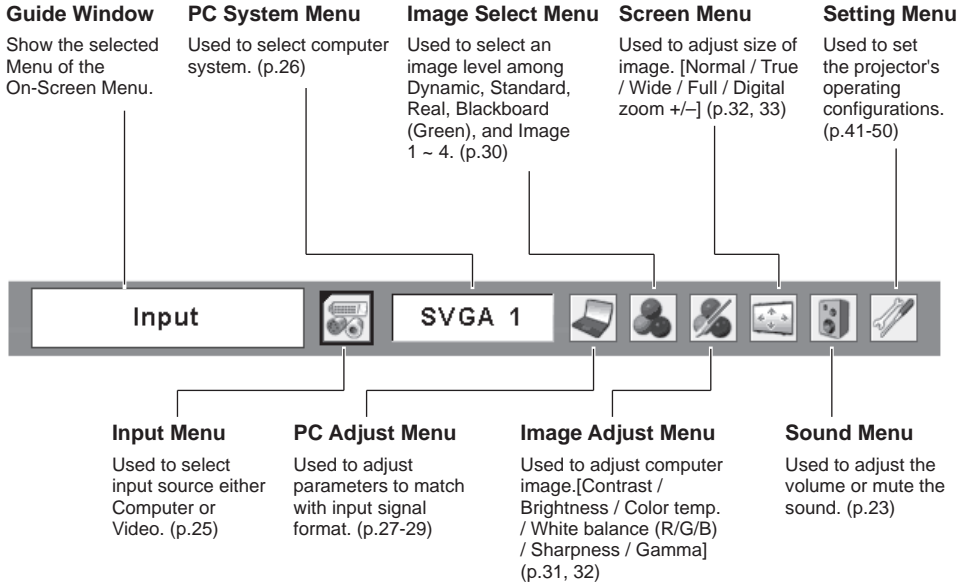 Guide Window
Show the selected
Menu of the
On-Screen Menu.
PC System Menu
Used to select computer
system. (p.26)
Image Select Menu
Used to select an
image level among
Dynamic, Standard,
Real, Blackboard
(Green), and Image
1 ~ 4. (p.30)
Screen Menu
Used to adjust size of
image. [Normal / True
/ Wide / Full / Digital
zoom +/–] (p.32, 33)
Setting Menu
Used to set
the projector's
operating
configurations.
(p.41-50)
Input
SVGA 1
Input Menu
Used to select
input source either
Computer or
Video. (p.25)
PC Adjust Menu
Used to adjust
parameters to match
with input signal
format. (p.27-29)
Image Adjust Menu
Used to adjust computer
image.[Contrast /
Brightness / Color temp.
/ White balance (R/G/B)
/ Sharpness / Gamma]
(p.31, 32)
Sound Menu
Used to adjust the
volume or mute the
sound. (p.23)